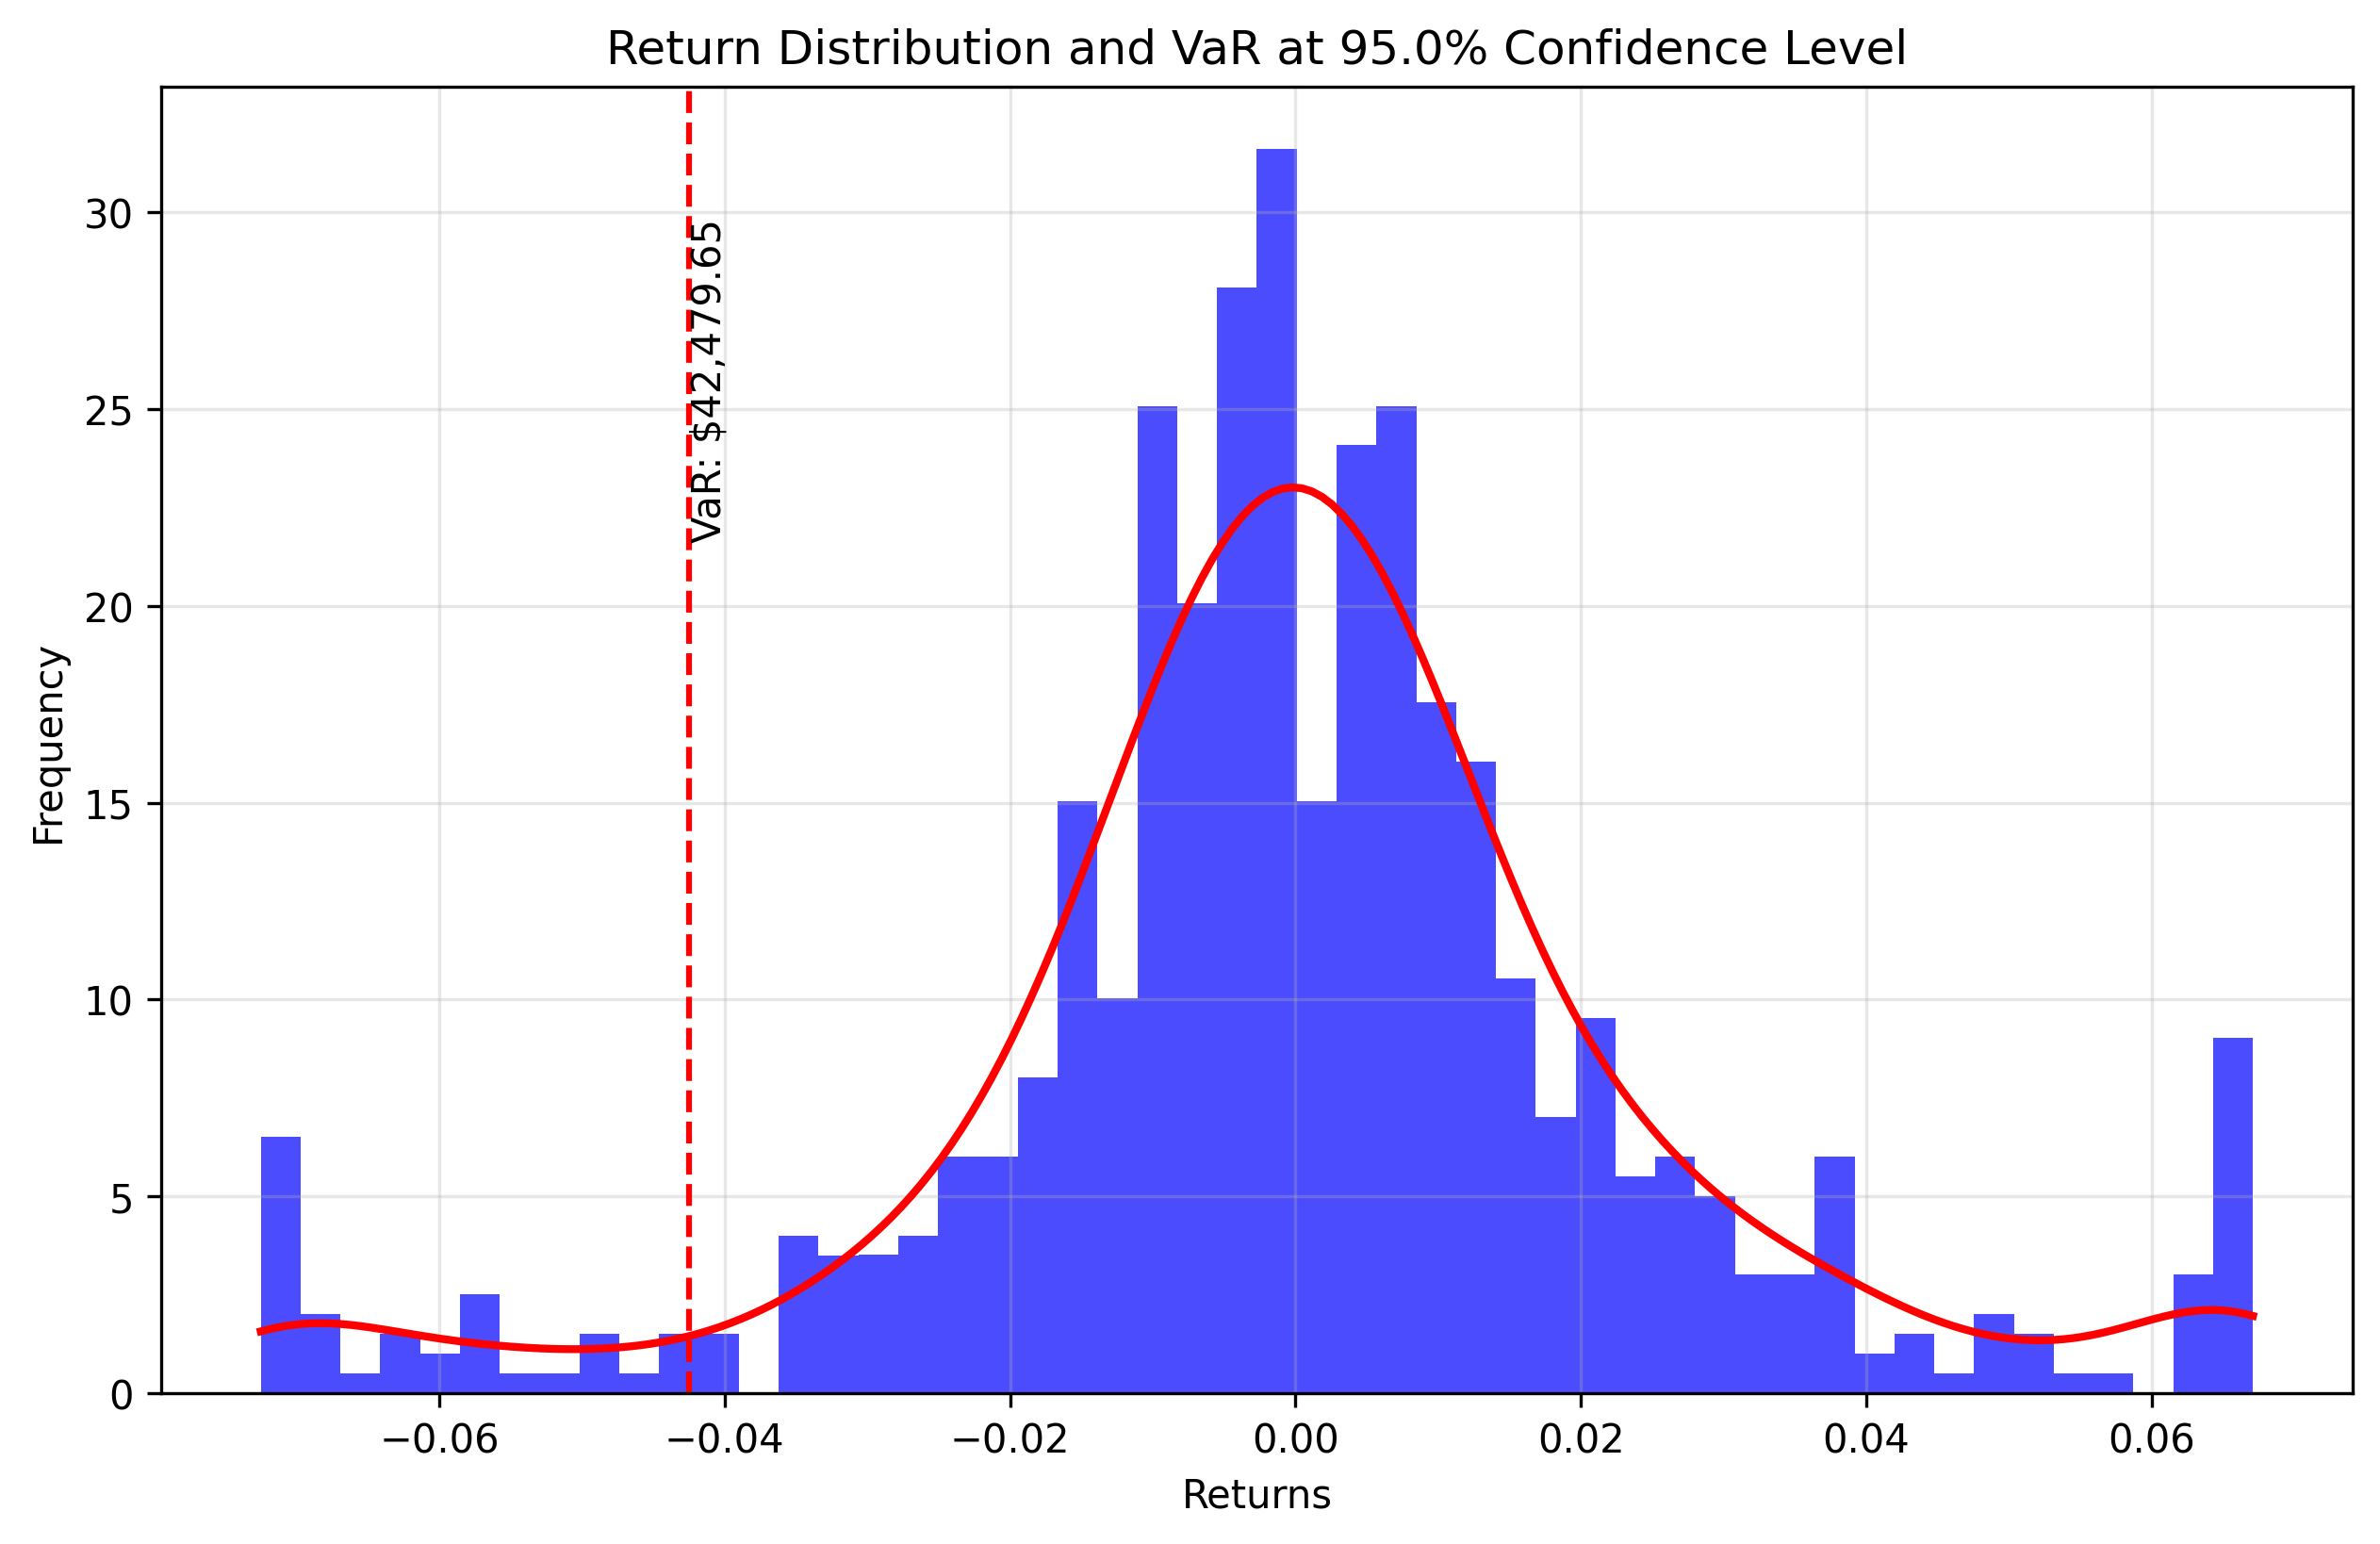 Return Distribution and VaR at 95.0% Confidence Level
Frequency
30
25
20
15
10
5
0
VaR: $42,479.65
−0.06 −0.04 −0.02 0.00 0.02 0.04 0.06
Returns